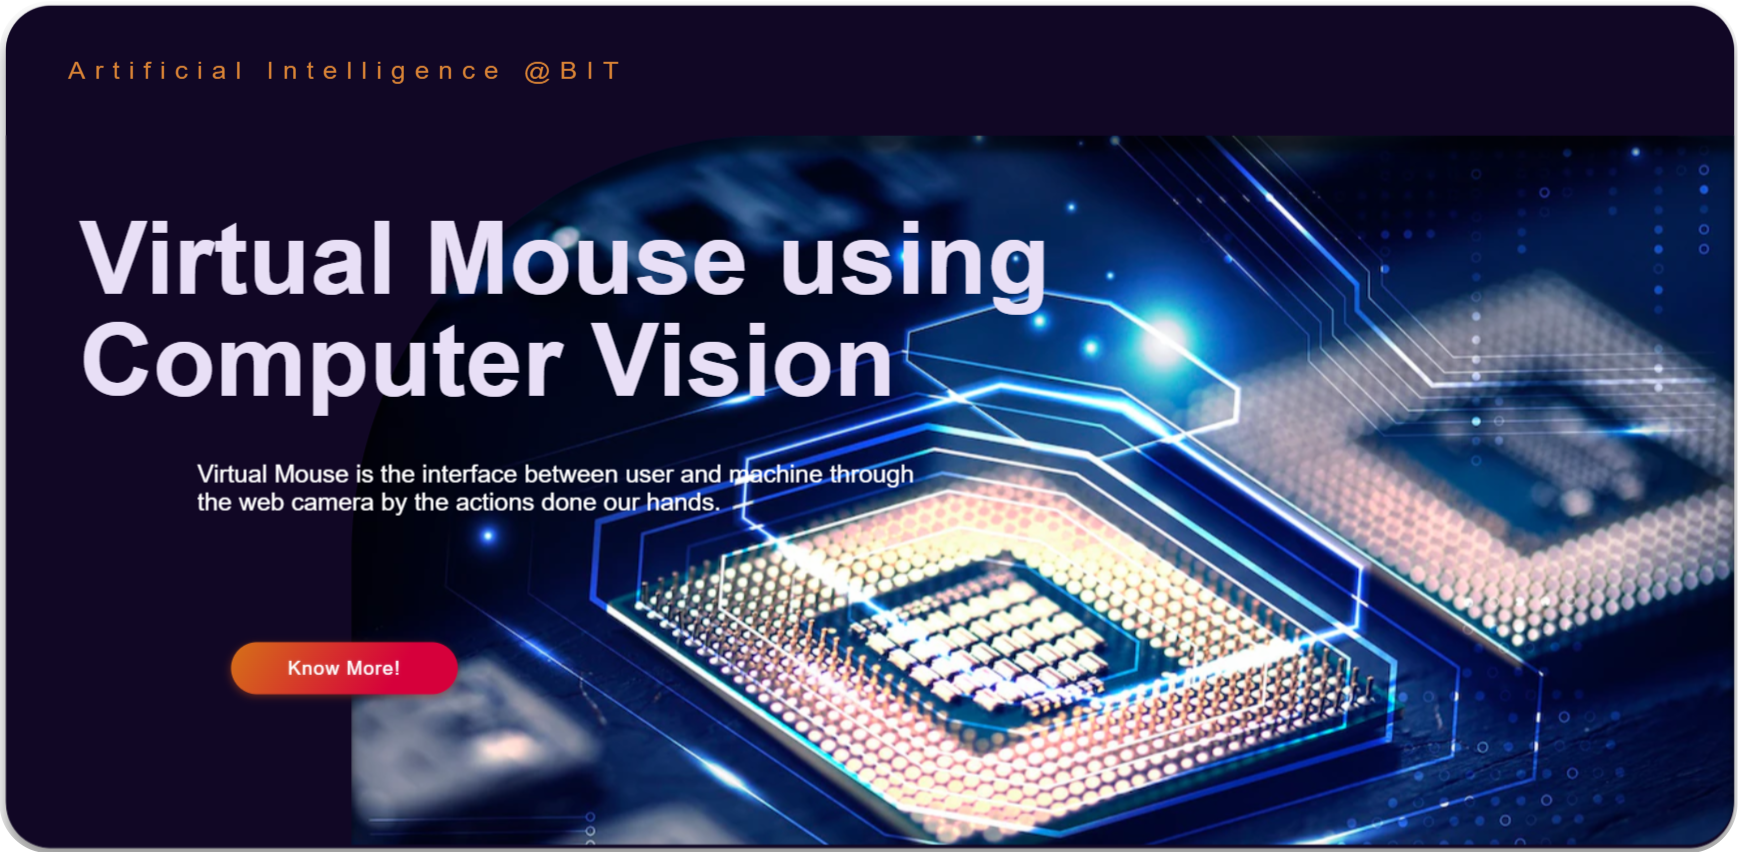 Artificial Intelligence @BIT
Virtual Mouse using
Computer Vision
Virtual Mouse is the interface between user and machine through
the web camera by the actions done our hands.
Know More!